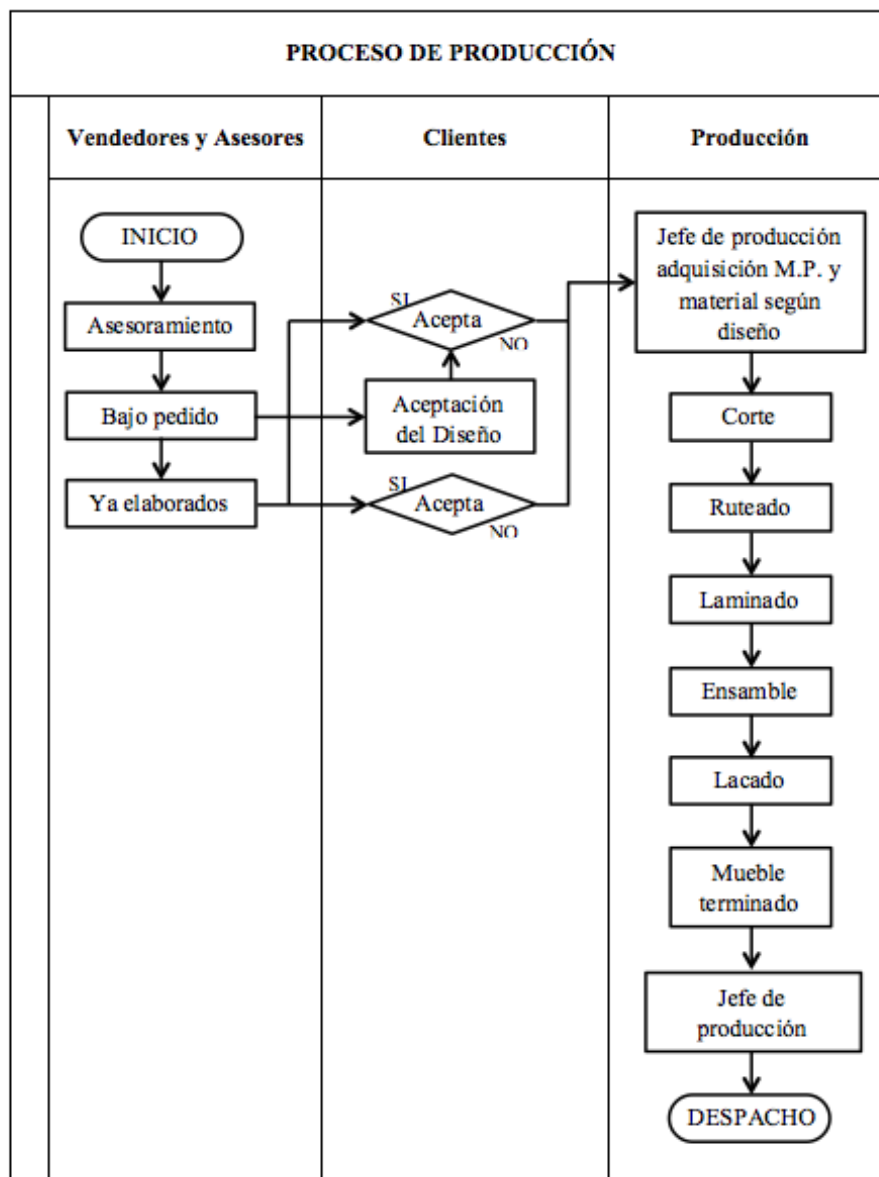 PROCESO DE PRODUCCIÓN
Vendedores y Asesores
Clientes
Producción
INICIO
Asesoramiento
Bajo pedido
Ya elaborados
SI
Acepta
NO
Aceptación
del Diseño
SI
Acepta
NO
Jefe de producción
adquisición M.P. y
material según
diseño
Corte
Ruteado
Laminado
Ensamble
Lacado
Mueble
terminado
Jefe de
producción
DESPACHO